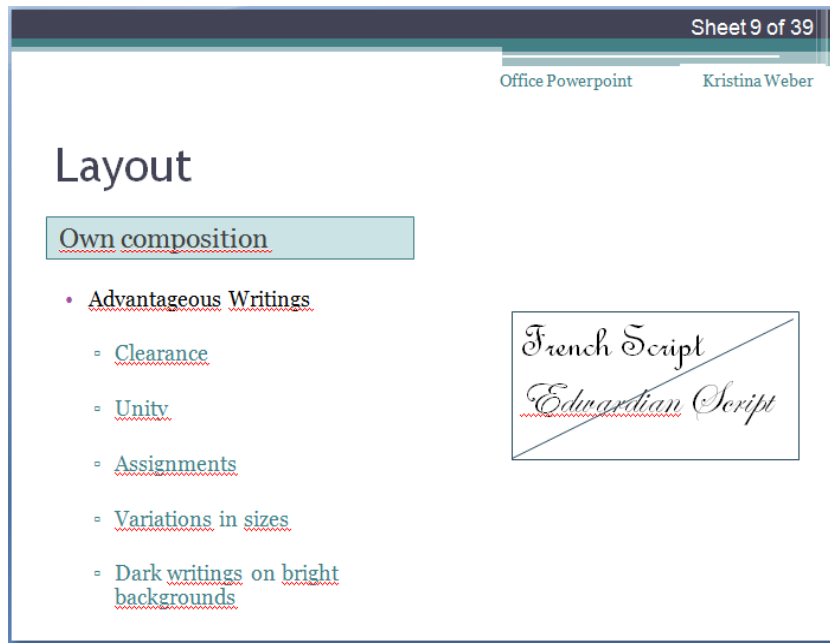 Sheet 9 of 39
Office Powerpoint Kristina Weber
Layout
Own composition
• Advantageous Writings
▫ Clearance
▫ Unity
▫ Assignments
▫ Variations in sizes
▫ Dark writings on bright
backgrounds
French Script
Edwardian Script